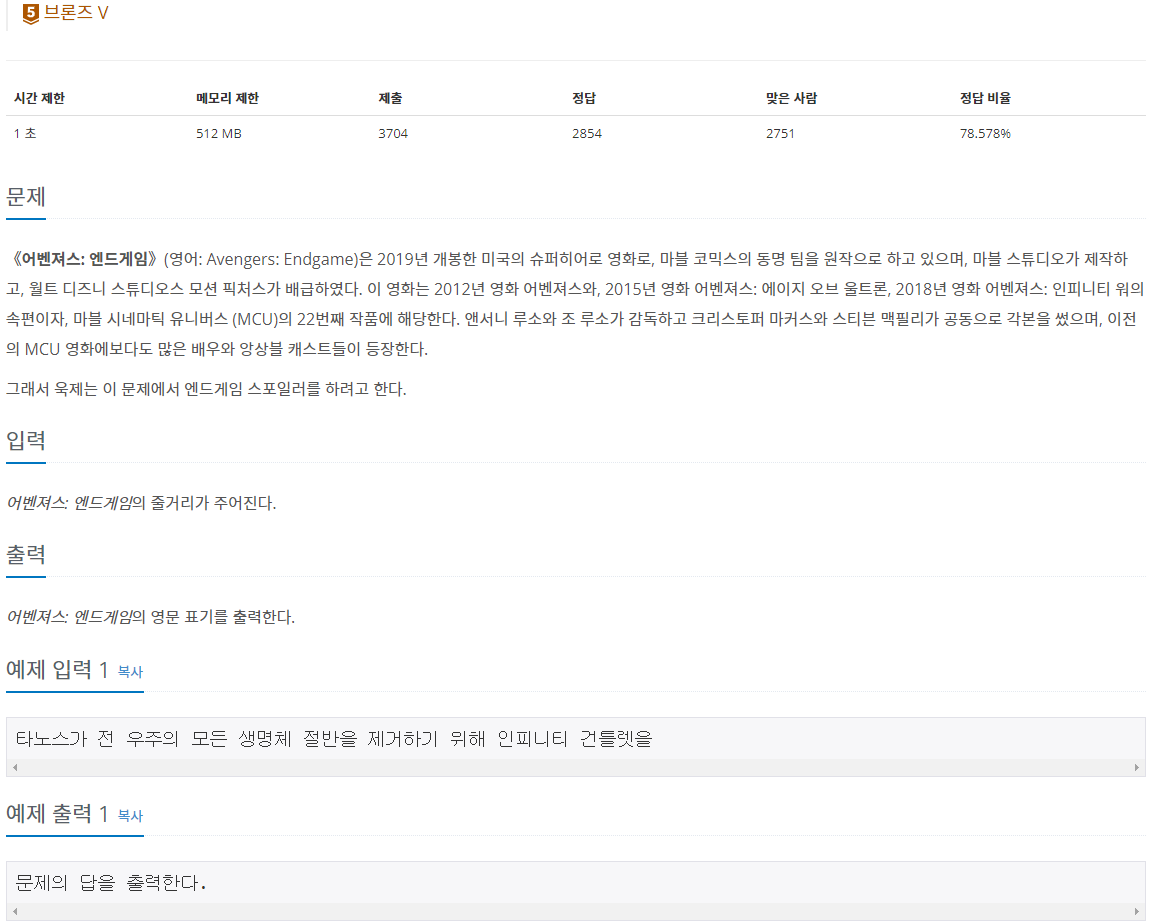 5 브론즈 V
시간 제한 메모리 제한 제출 정답 맞은 사람 정답 비율
1 초 512 MB 3704 2854 2751 78.578%
문제
《어벤져스: 엔드게임》(영어: Avengers: Endgame)은 2019년 개봉한 미국의 슈퍼히어로 영화로, 마블 코믹스의 동명 팀을 원작으로 하고 있으며, 마블 스튜디오가 제작하
고, 월트 디즈니 스튜디오스 모션 픽처스가 배급하였다. 이 영화는 2012년 영화 어벤져스와, 2015년 영화 어벤져스: 에이지 오브 울트론, 2018년 영화 어벤져스: 인피니티 워의
속편이자, 마블 시네마틱 유니버스 (MCU)의 22번째 작품에 해당한다. 앤서니 루소와 조 루소가 감독하고 크리스토퍼 마커스와 스티븐 맥필리가 공동으로 각본을 썼으며, 이전
의 MCU 영화에보다도 많은 배우와 앙상블 캐스트들이 등장한다.
그래서 욱제는 이 문제에서 엔드게임 스포일러를 하려고 한다.
입력
어벤져스: 엔드게임의 줄거리가 주어진다.
출력
어벤져스: 엔드게임의 영문 표기를 출력한다.
예제 입력 1 복사
타노스가 전 우주의 모든 생명체 절반을 제거하기 위해 인피니티 건틀렛을
예제 출력 1 복사
문제의 답을 출력한다.